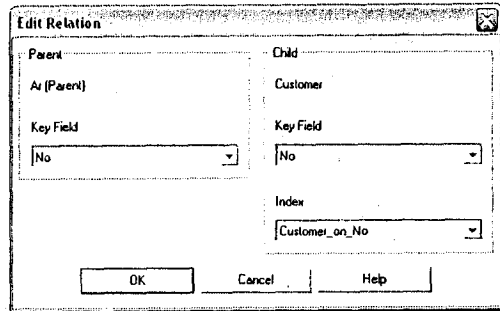 Edit Relation
Parent
Ar (Parent)
Key Field
No
Child
Customer
Key Field
No
Index
Customer_on_No
OK
Cancel
Help